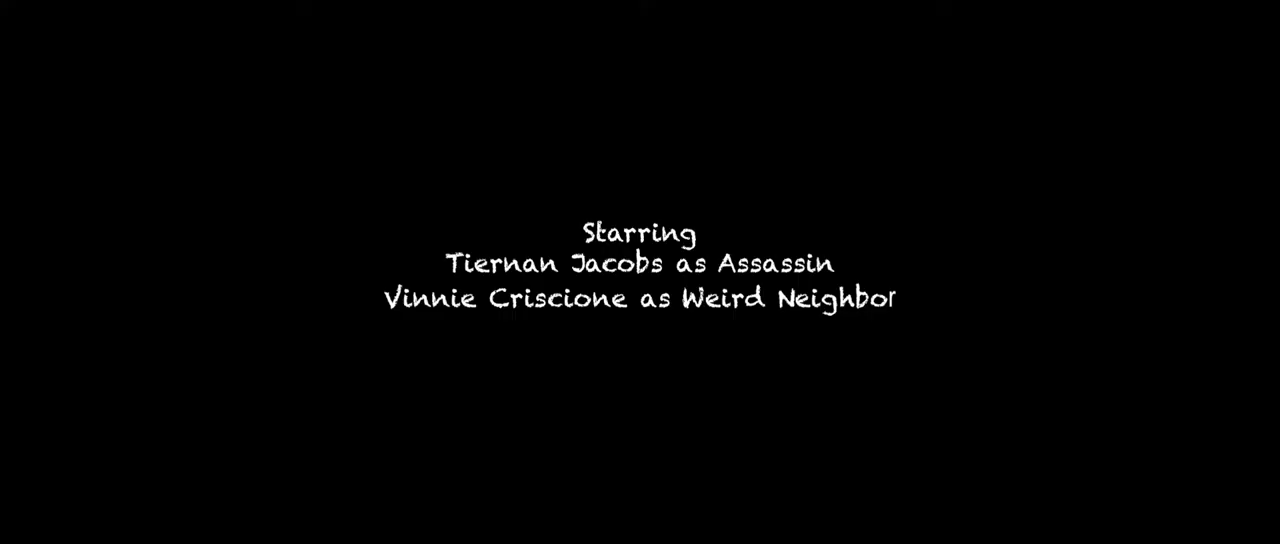 Starring
Tiernan Jacobs as Assassin
Vinnie Criscione as Weird Neighbor